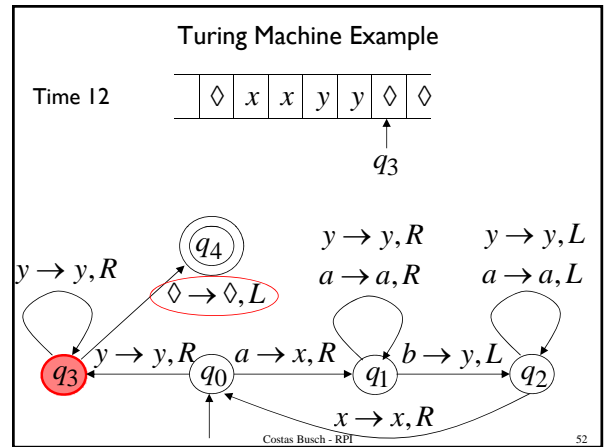 Turing Machine Example
Time 12
◊ x x y y ◊ ◊
q3
q4
y → y, R
y → y, L
y → y, R
a → a, R
a → a, L
◊ → ◊, L
y → y, R
a → x, R
b → y, L
q3
q0
q1
q2
x → x, R
Costas Busch - RPI
52